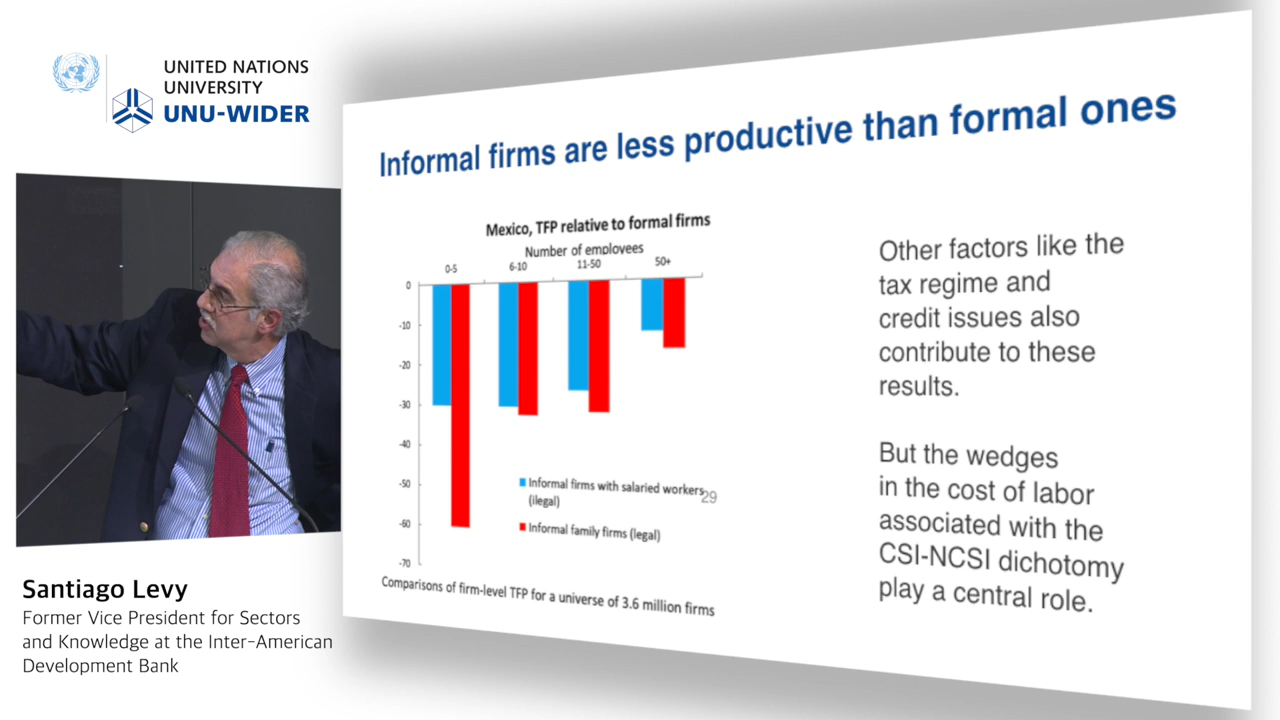 UNITED NATIONS
UNIVERSITY
UNU-WIDER
Informal firms are less productive than formal ones
Mexico, TFP relative to formal firms
Number of employees
0-5
6-10
11-50
50+
0
-10
-20
-30
-40
-50
-60
-70
Informal firms with salaried workers
(ilegal)
Informal family firms (legal)
29
Comparisons of firm-level TFP for a universe of 3.6 million firms
Other factors like the
tax regime and
credit issues also
contribute to these
results.
But the wedges
in the cost of labor
associated with the
CSI-NCSI dichotomy
play a central role.
Santiago Levy
Former Vice President for Sectors
and Knowledge at the Inter-American
Development Bank